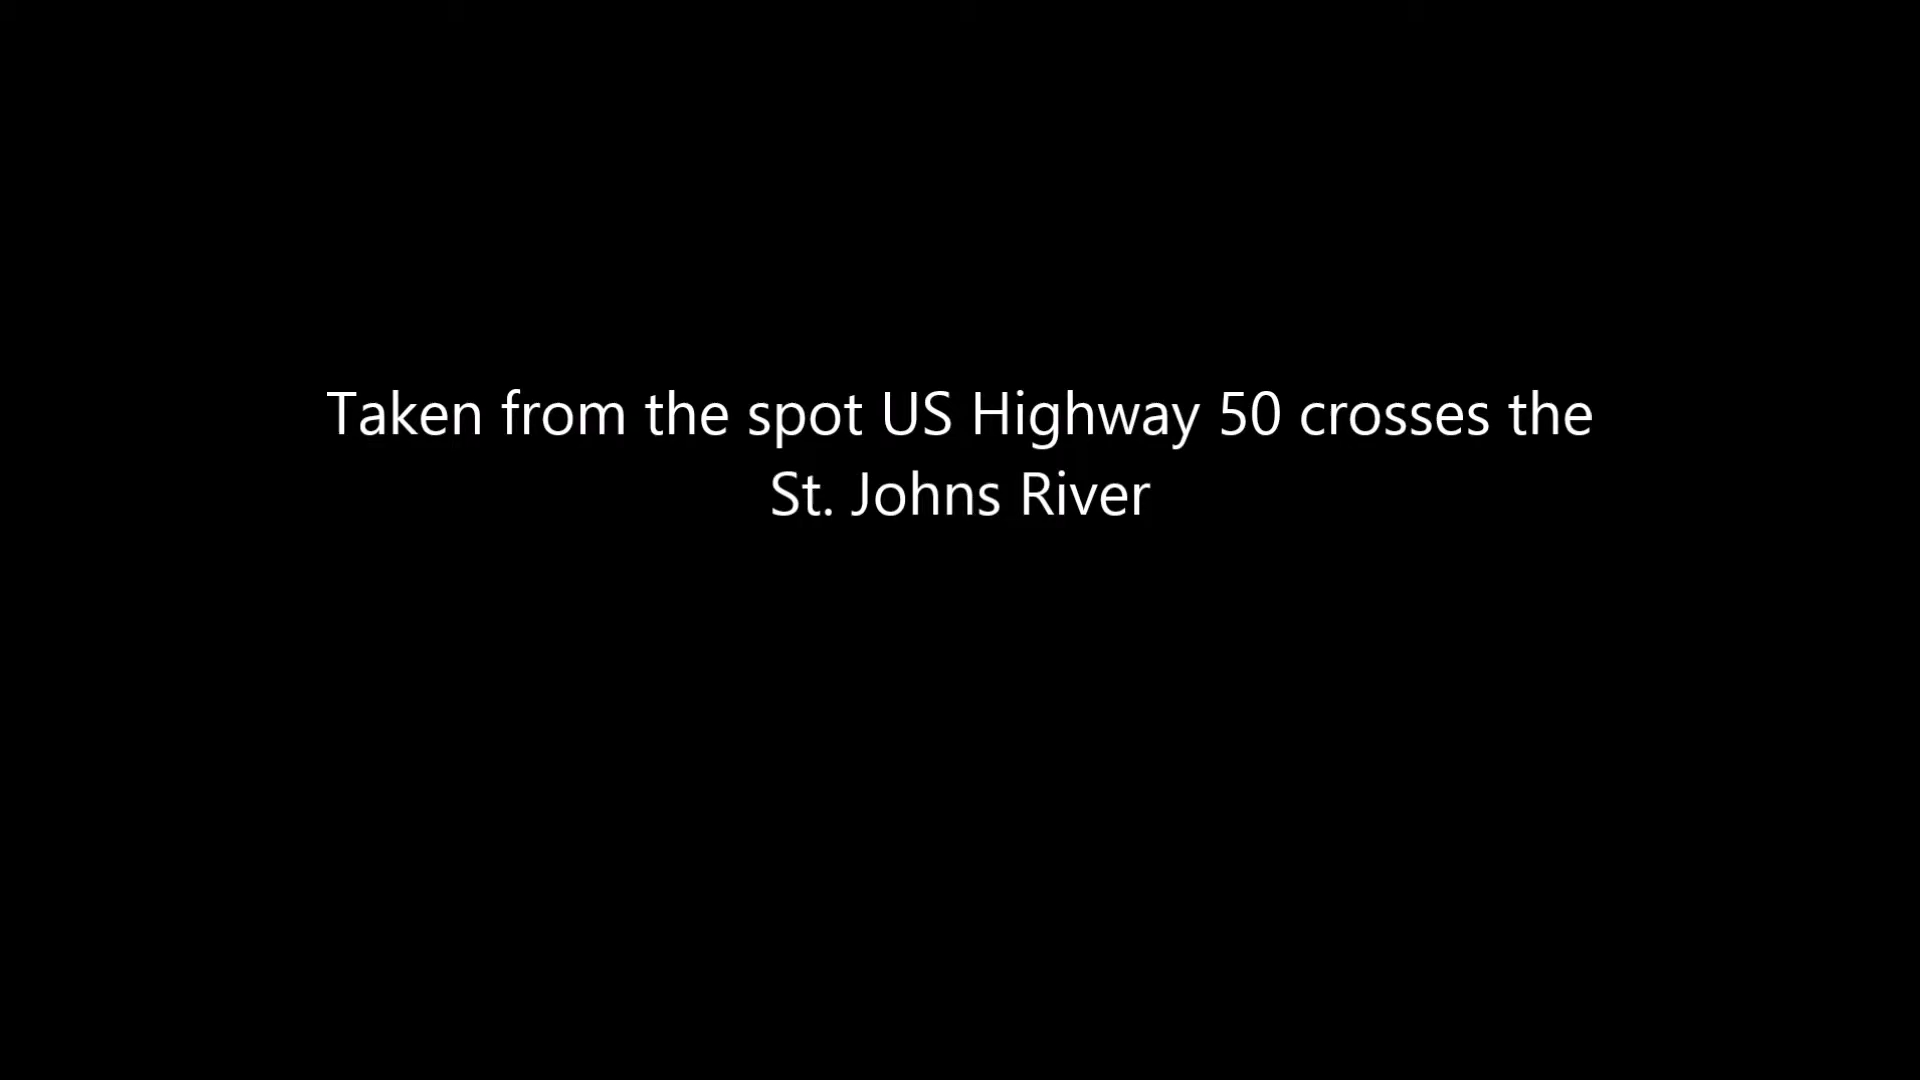 Taken from the spot US Highway 50 crosses the
St. Johns River